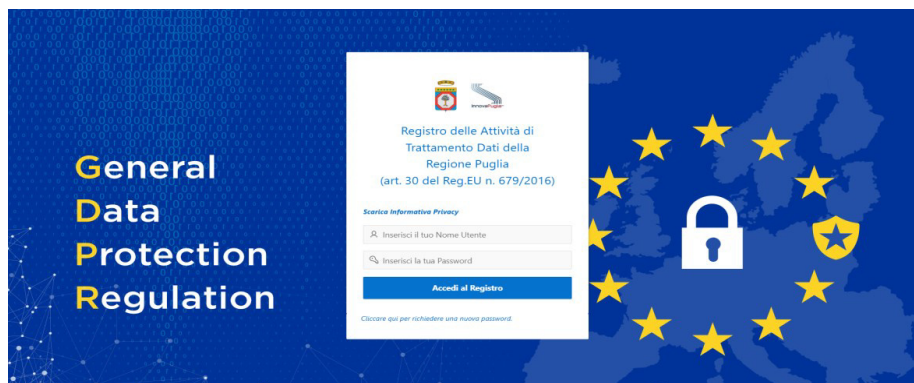 General
Data
Protection
Regulation
InnovaPuglia
Registro delle Attività di
Trattamento Dati della
Regione Puglia
(art. 30 del Reg.EU n. 679/2016)
Scarica Informativa Privacy
Inserisci il tuo Nome Utente
Inserisci la tua Password
Accedi al Registro
Cliccare qui per richiedere una nuova password.